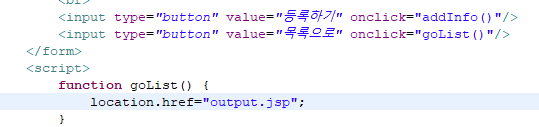 <br>
<input type="button" value="등록하기" onclick="addInfo()"/>
<input type="button" value="목록으로" onclick="goList()"/>
</form>
<script>
function goList() {
location.href="output.jsp";
}